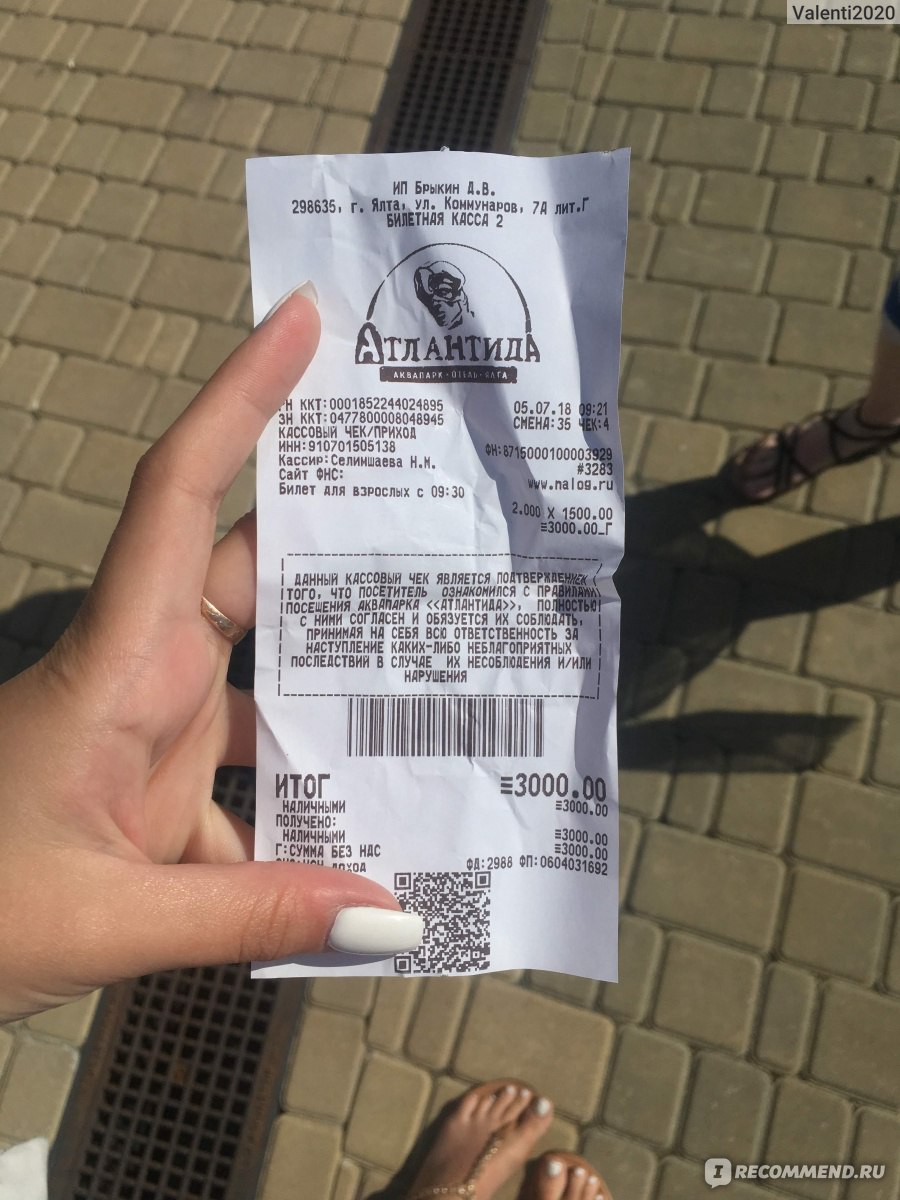 Valenti2020
ИП Брыкин Д.В.
298635, г. Ялта, ул. Коммунаров, 7Д лит.Г
БИЛЕТНАЯ КАССА 2
АТЛАНТИДА
АКВАПАРК · ОТЕЛЬ · ЯЛТА
РН ККТ:0001852244024895 05.07.18 09:21
ЗН ККТ:0477800008048945 СМЕНА:35 ЧЕК:4
КАССОВЫЙ ЧЕК/ПРИХОД
ИНН:910701505138 ФН:8715000100003929
Кассир:Селимшаева Н.М. #3283
Сайт ФНС: www.nalog.ru
Билет для взрослых с 09:30
2.000 X 1500.00
≡3000.00_Г
ДАННЫЙ КАССОВЫЙ ЧЕК ЯВЛЯЕТСЯ
ТОГО, ЧТО ПОСЕТИТЕЛЬ ОЗНАКОМИЛСЯ С ПРАВИЛАМИ
ПОСЕЩЕНИЯ АКВАПАРКА <<АТЛАНТИДА>>, ПОЛНОСТЬЮ
С НИМИ СОГЛАСЕН И ОБЯЗУЕТСЯ ИХ СОБЛЮДАТЬ,
ПРИНИМАЯ НА СЕБЯ ВСЮ ОТВЕТСТВЕННОСТЬ ЗА
НАСТУПЛЕНИЕ КАКИХ-ЛИБО НЕБЛАГОПРИЯТНЫХ
ПОСЛЕДСТВИЙ В СЛУЧАЕ ИХ НЕСОБЛЮДЕНИЯ И/ИЛИ
НАРУШЕНИЯ
ИТОГ ≡3000.00
НАЛИЧНЫМИ ≡3000.00
ПОЛУЧЕНО:
НАЛИЧНЫМИ ≡3000.00
Г:СУММА БЕЗ НДС ≡3000.00
ДОХОД ФД:2988 ФП:0604031692
IRECOMMEND.RU